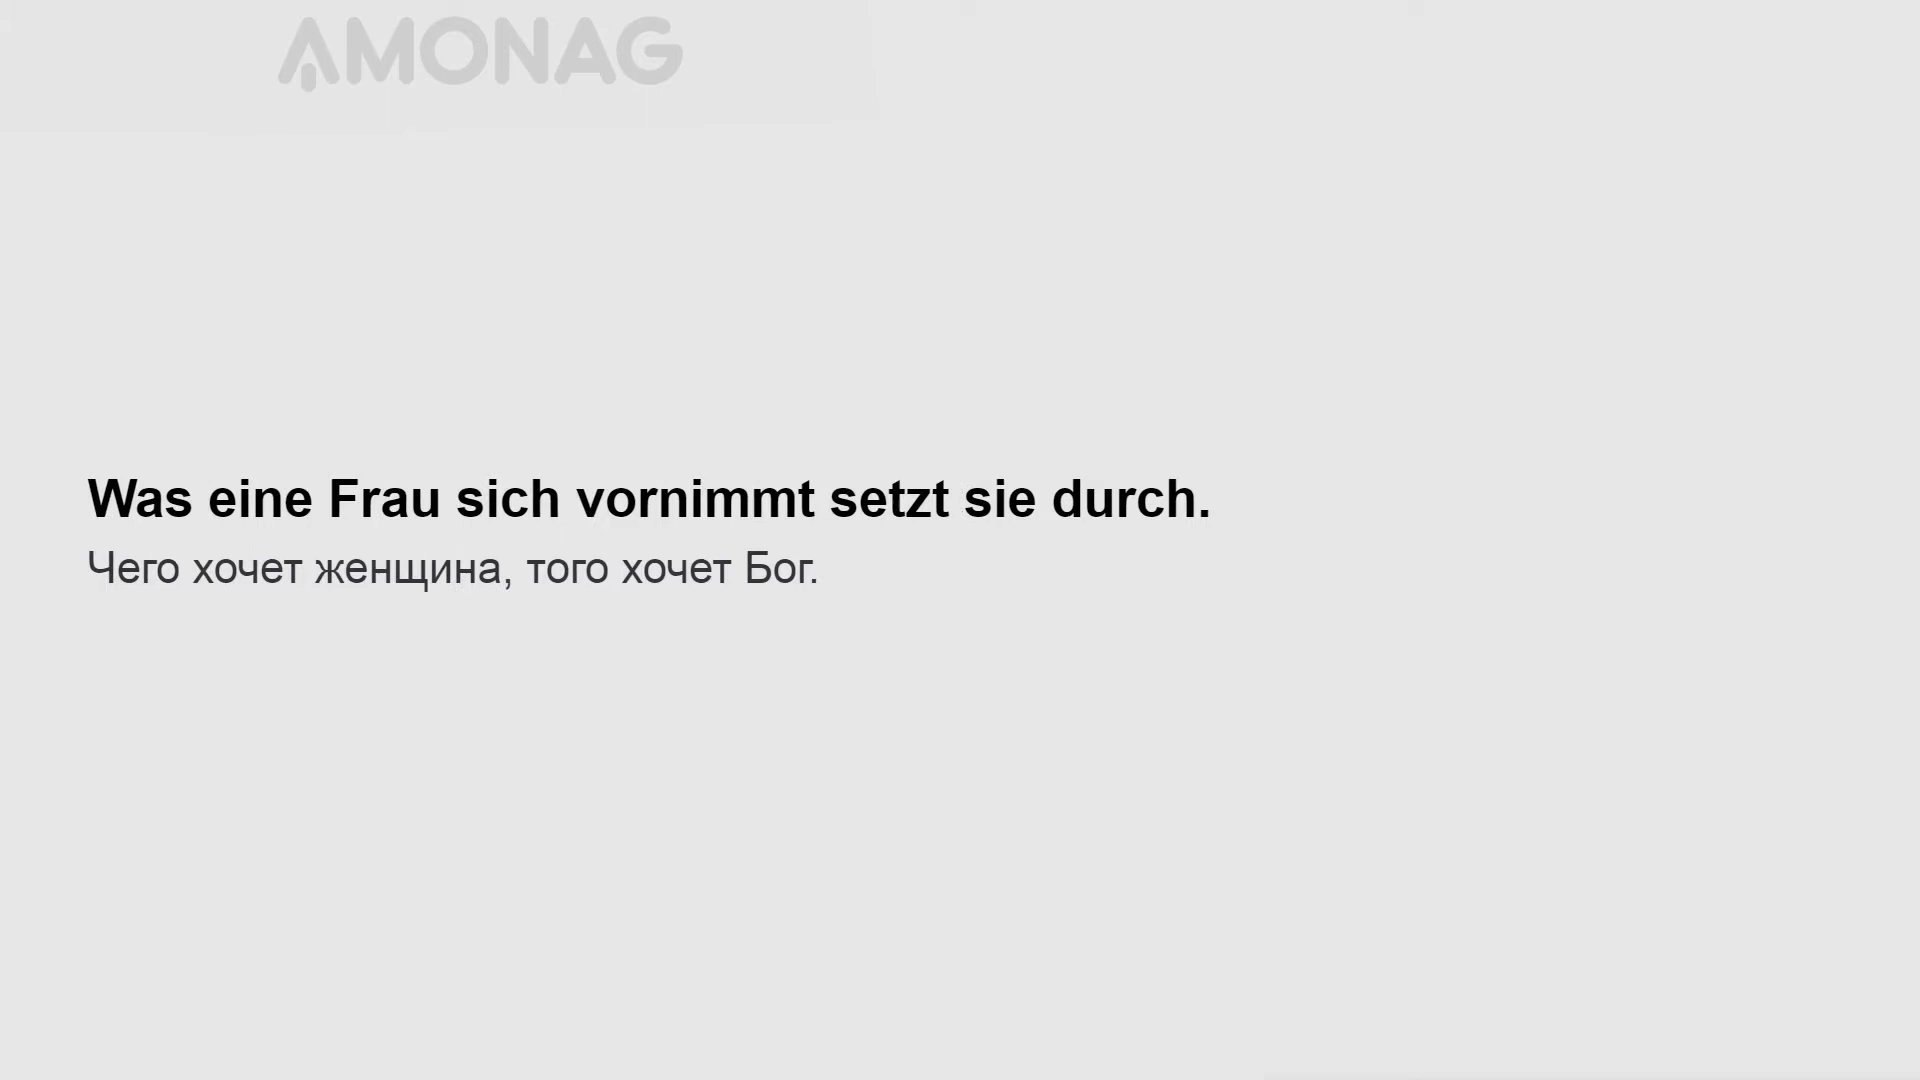 AMONAG
Was eine Frau sich vornimmt setzt sie durch.
Чего хочет женщина, того хочет Бог.